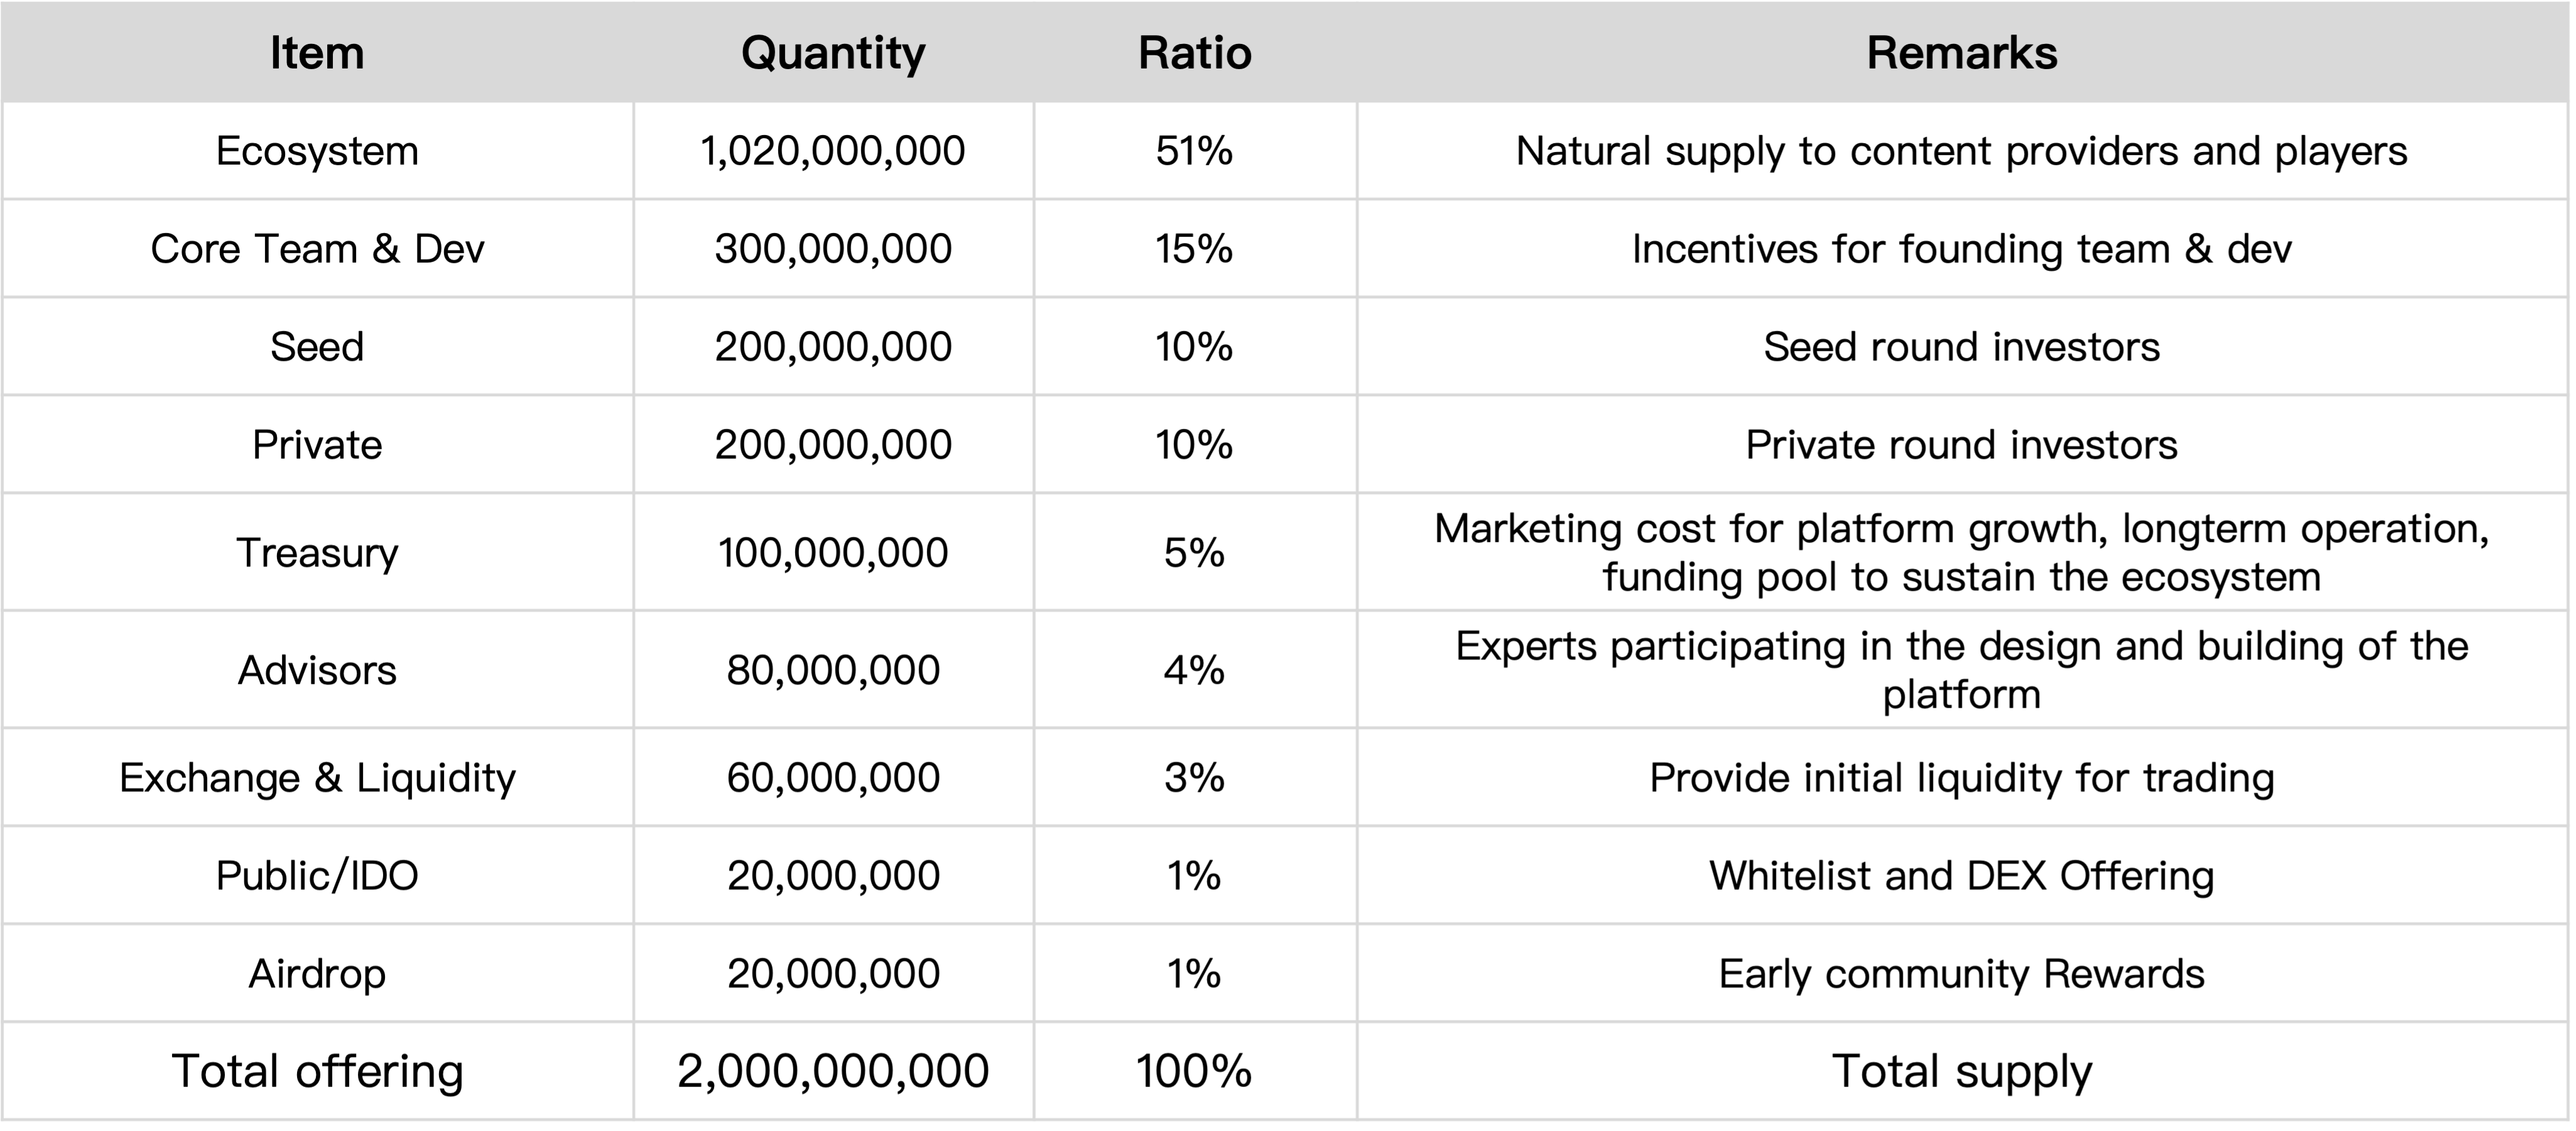 Item Quantity Ratio Remarks
Ecosystem 1,020,000,000 51% Natural supply to content providers and players
Core Team & Dev 300,000,000 15% Incentives for founding team & dev
Seed 200,000,000 10% Seed round investors
Private 200,000,000 10% Private round investors
Treasury 100,000,000 5% Marketing cost for platform growth, longterm operation,
funding pool to sustain the ecosystem
Advisors 80,000,000 4% Experts participating in the design and building of the
platform
Exchange & Liquidity 60,000,000 3% Provide initial liquidity for trading
Public/IDO 20,000,000 1% Whitelist and DEX Offering
Airdrop 20,000,000 1% Early community Rewards
Total offering 2,000,000,000 100% Total supply